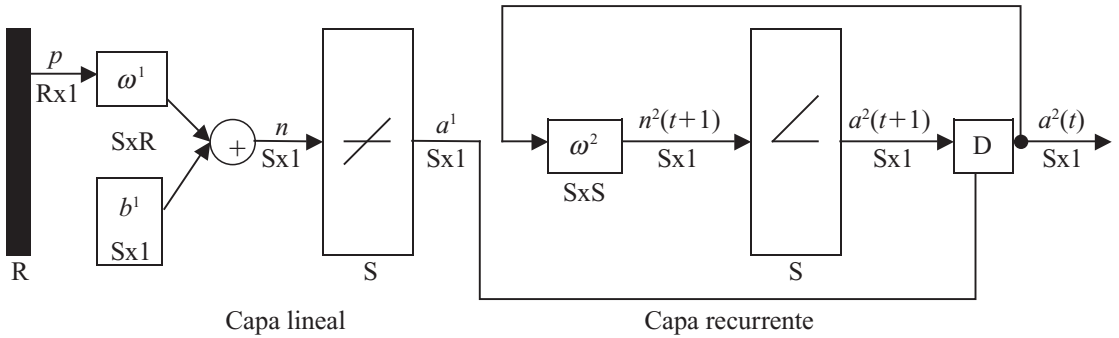 p
Rx1
ω¹
SxR
b¹
Sx1
R
+
n
Sx1
S
a¹
Sx1
ω²
SxS
n²(t+1)
Sx1
S
a²(t+1)
Sx1
D
a²(t)
Sx1
Capa lineal
Capa recurrente